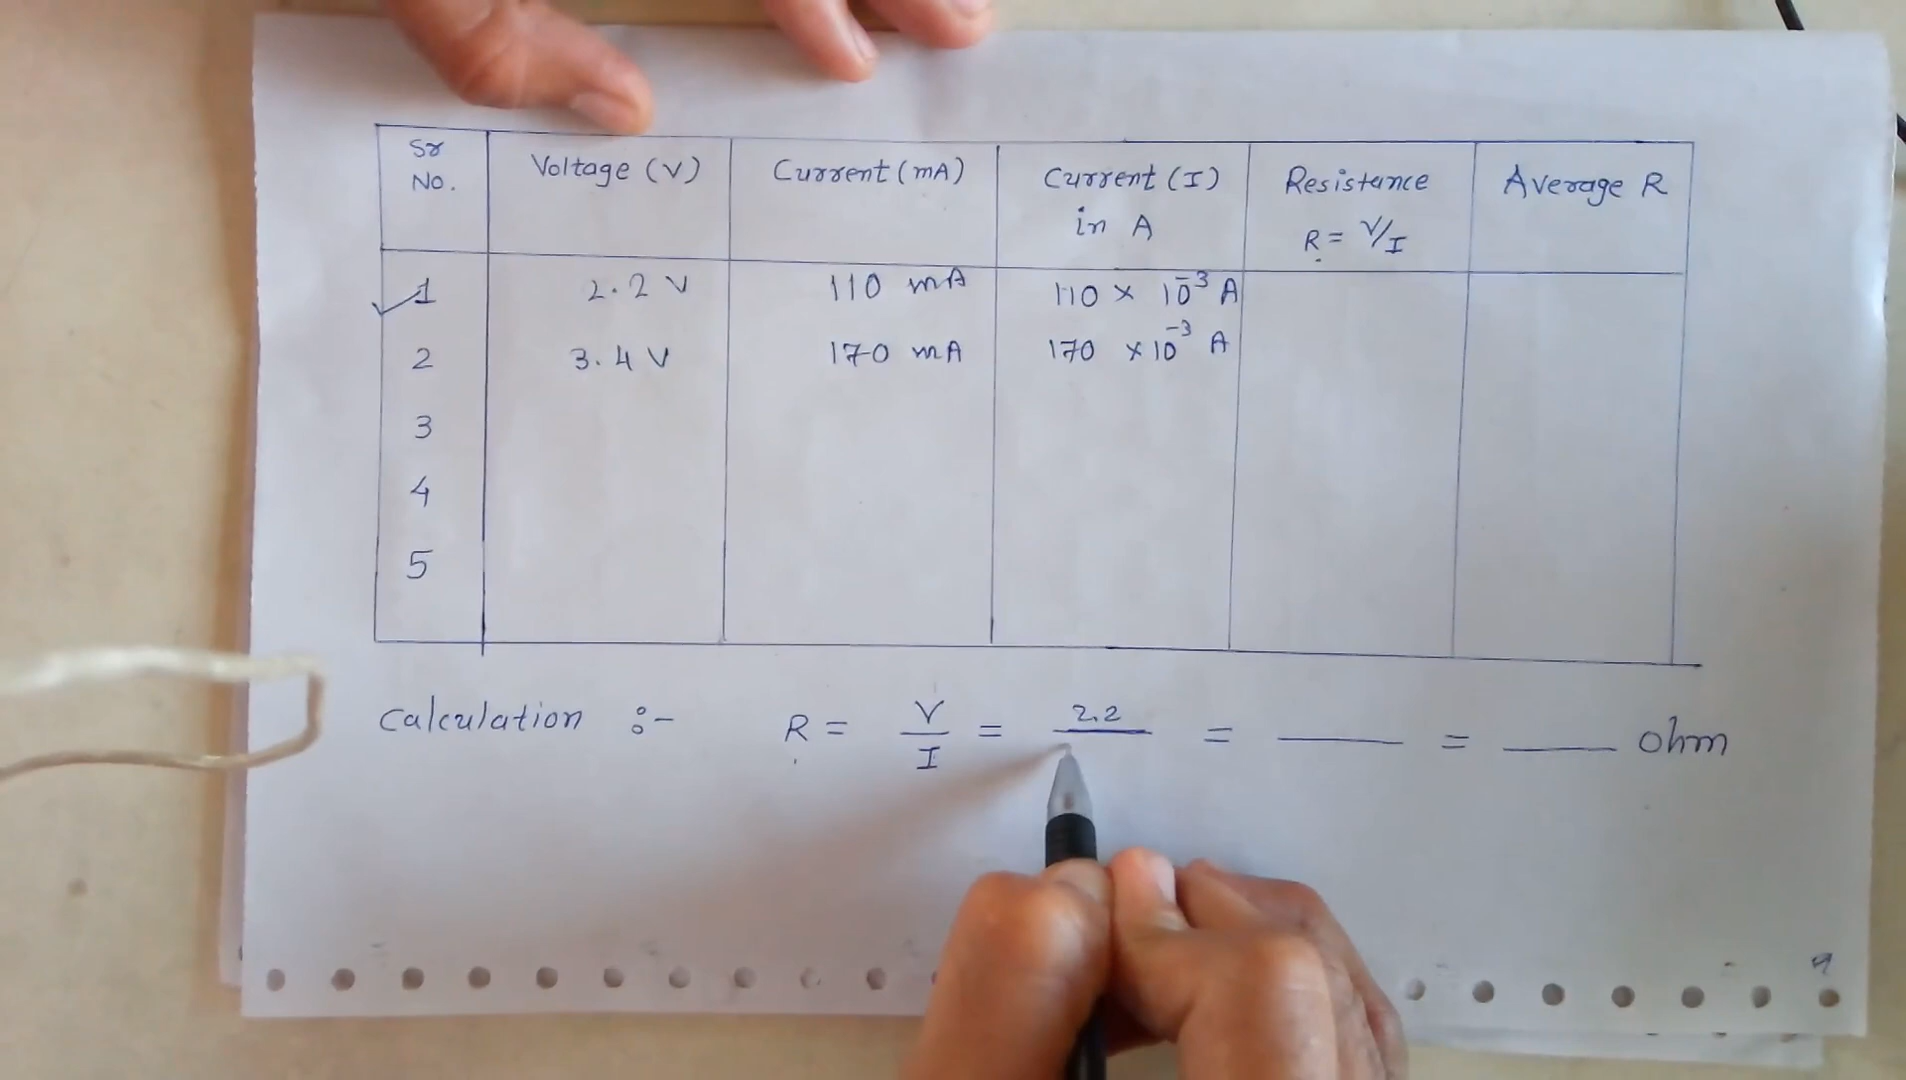 Sr No. Voltage (V) Current (mA) Current (I) in A Resistance R = V/I Average R
1 2.2 V 110 mA 110 × 10⁻³ A
2 3.4 V 170 mA 170 × 10⁻³ A
3
4
5
Calculation :- R = V/I = 2.2/ = ____ = ____ ohm